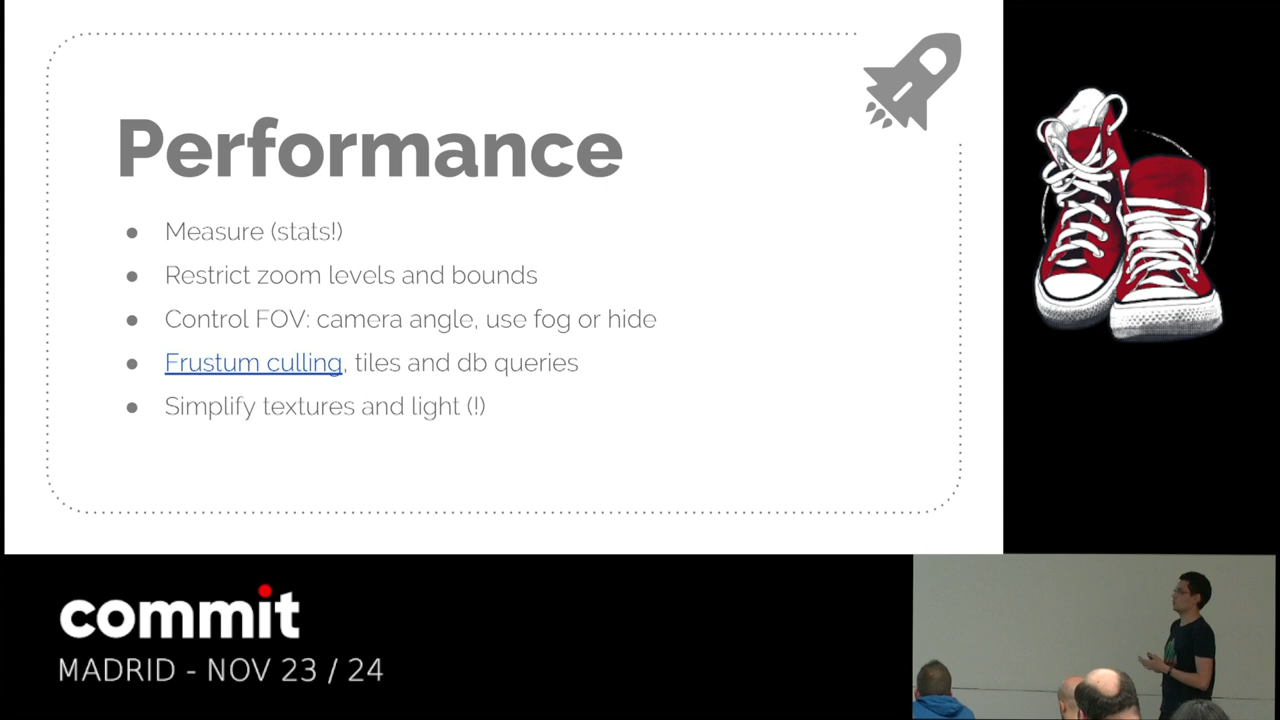 Performance
● Measure (stats!)
● Restrict zoom levels and bounds
● Control FOV: camera angle, use fog or hide
● Frustum culling, tiles and db queries
● Simplify textures and light (!)
commit
MADRID - NOV 23 / 24